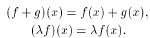 (f + g)(x) = f(x) + g(x),
(λf)(x) = λf(x).